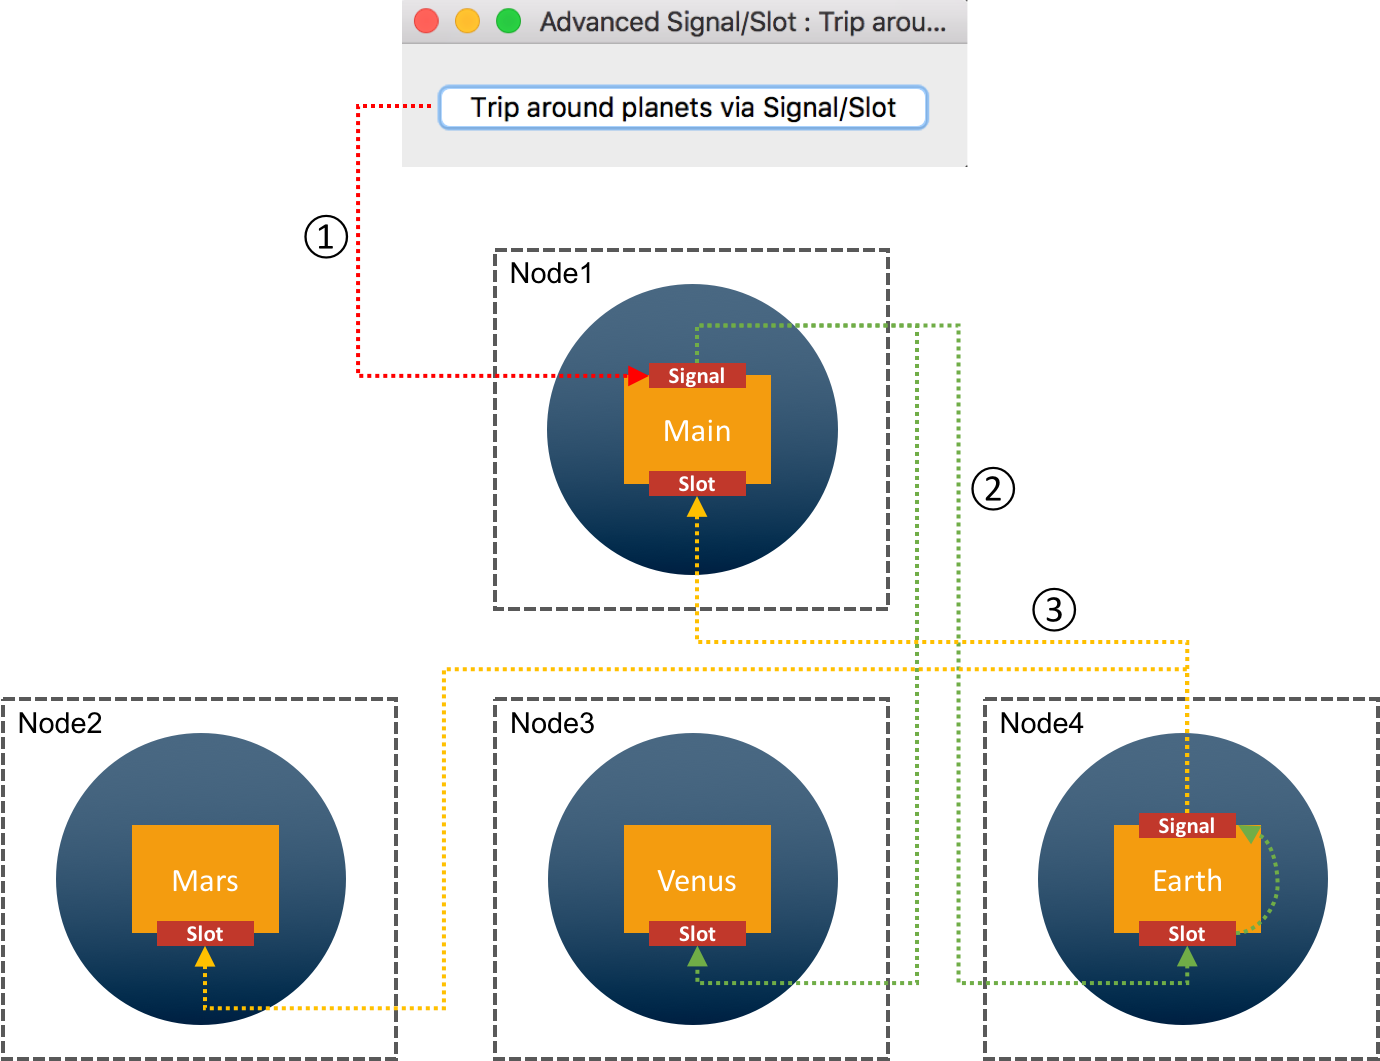 Advanced Signal/Slot : Trip arou...
Trip around planets via Signal/Slot
①
Node1
Signal
Main
Slot
②
③
Node2
Node3
Node4
Signal
Mars
Venus
Earth
Slot
Slot
Slot